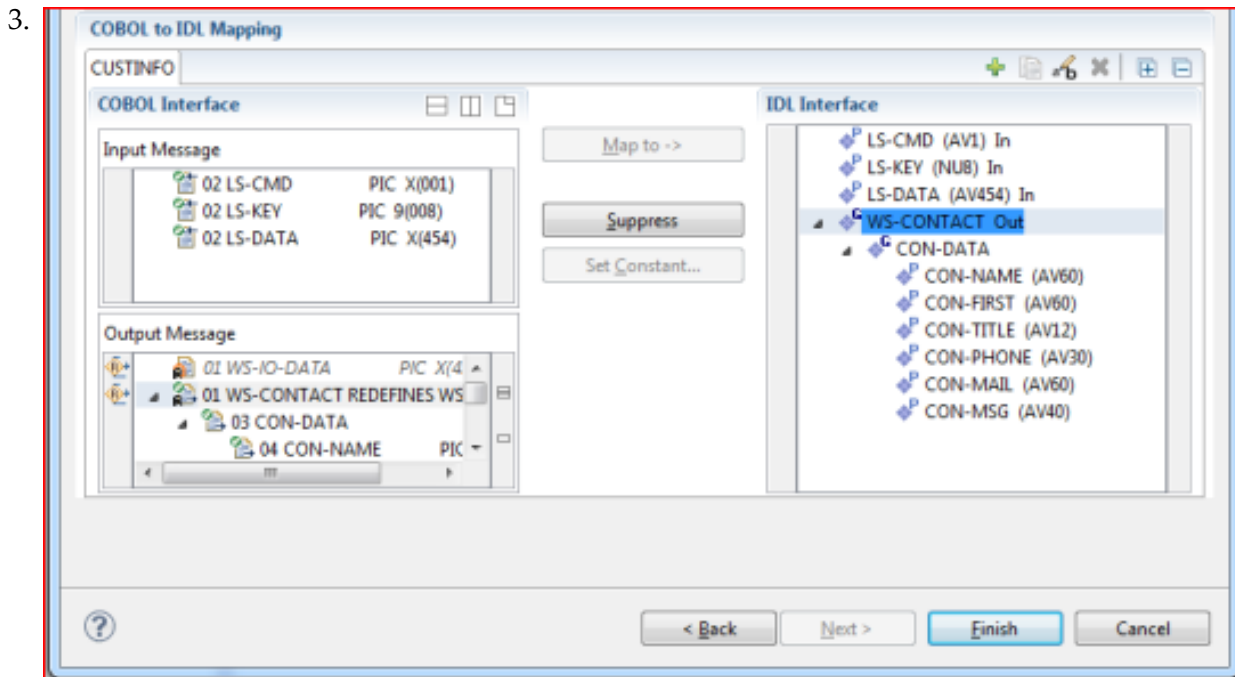 3.
COBOL to IDL Mapping
CUSTINFO
COBOL Interface
Input Message
02 LS-CMD PIC X(001)
02 LS-KEY PIC 9(008)
02 LS-DATA PIC X(454)
Output Message
01 WS-IO-DATA PIC X(4
01 WS-CONTACT REDEFINES WS
03 CON-DATA
04 CON-NAME PIC
Map to ->
Suppress
Set Constant...
IDL Interface
LS-CMD (AV1) In
LS-KEY (NU8) In
LS-DATA (AV454) In
WS-CONTACT Out
CON-DATA
CON-NAME (AV60)
CON-FIRST (AV60)
CON-TITLE (AV12)
CON-PHONE (AV30)
CON-MAIL (AV60)
CON-MSG (AV40)
< Back Next > Finish Cancel